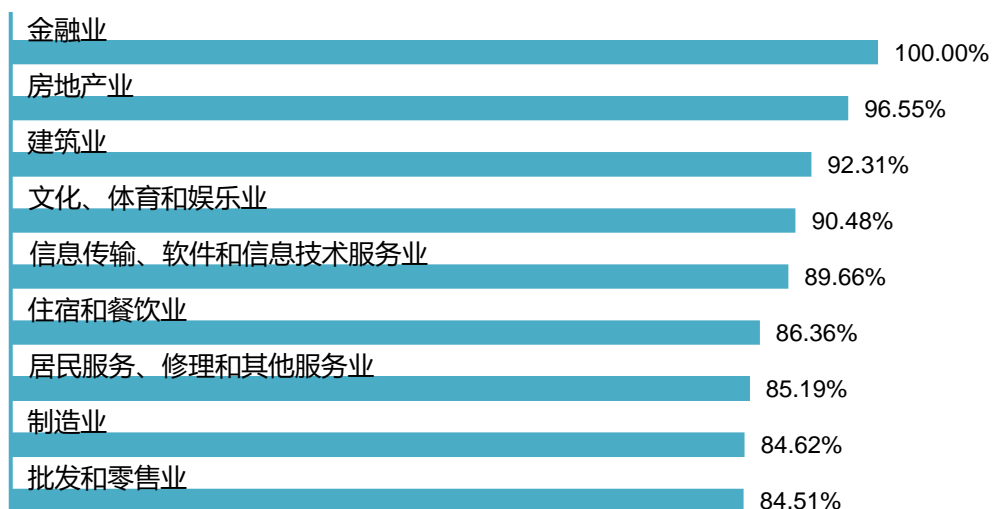 金融业
100.00%
房地产业
96.55%
建筑业
92.31%
文化、体育和娱乐业
90.48%
信息传输、软件和信息技术服务业
89.66%
住宿和餐饮业
86.36%
居民服务、修理和其他服务业
85.19%
制造业
84.62%
批发和零售业
84.51%